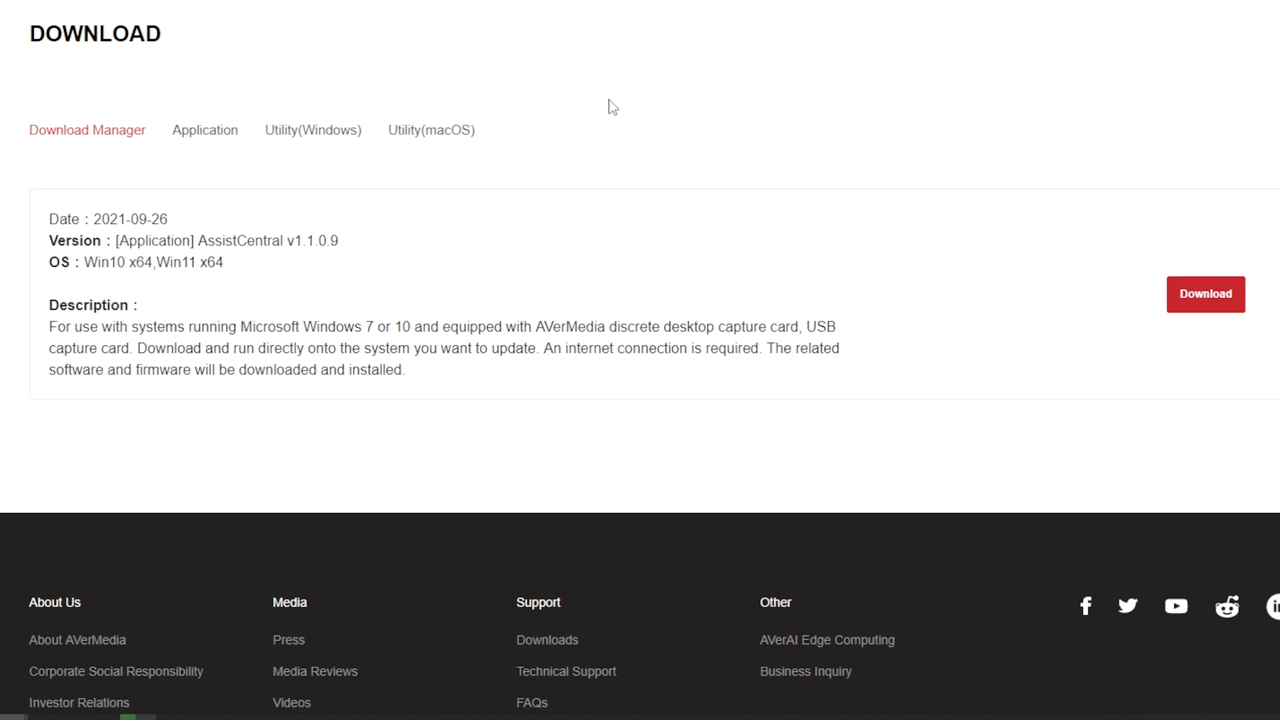 DOWNLOAD
Download Manager Application Utility(Windows) Utility(macOS)
Date : 2021-09-26
Version : [Application] AssistCentral v1.1.0.9
OS : Win10 x64,Win11 x64
Description :
For use with systems running Microsoft Windows 7 or 10 and equipped with AVerMedia discrete desktop capture card, USB
capture card. Download and run directly onto the system you want to update. An internet connection is required. The related
software and firmware will be downloaded and installed.
Download
About Us Media Support Other
About AVerMedia Press Downloads AVerAI Edge Computing
Corporate Social Responsibility Media Reviews Technical Support Business Inquiry
Investor Relations Videos FAQs